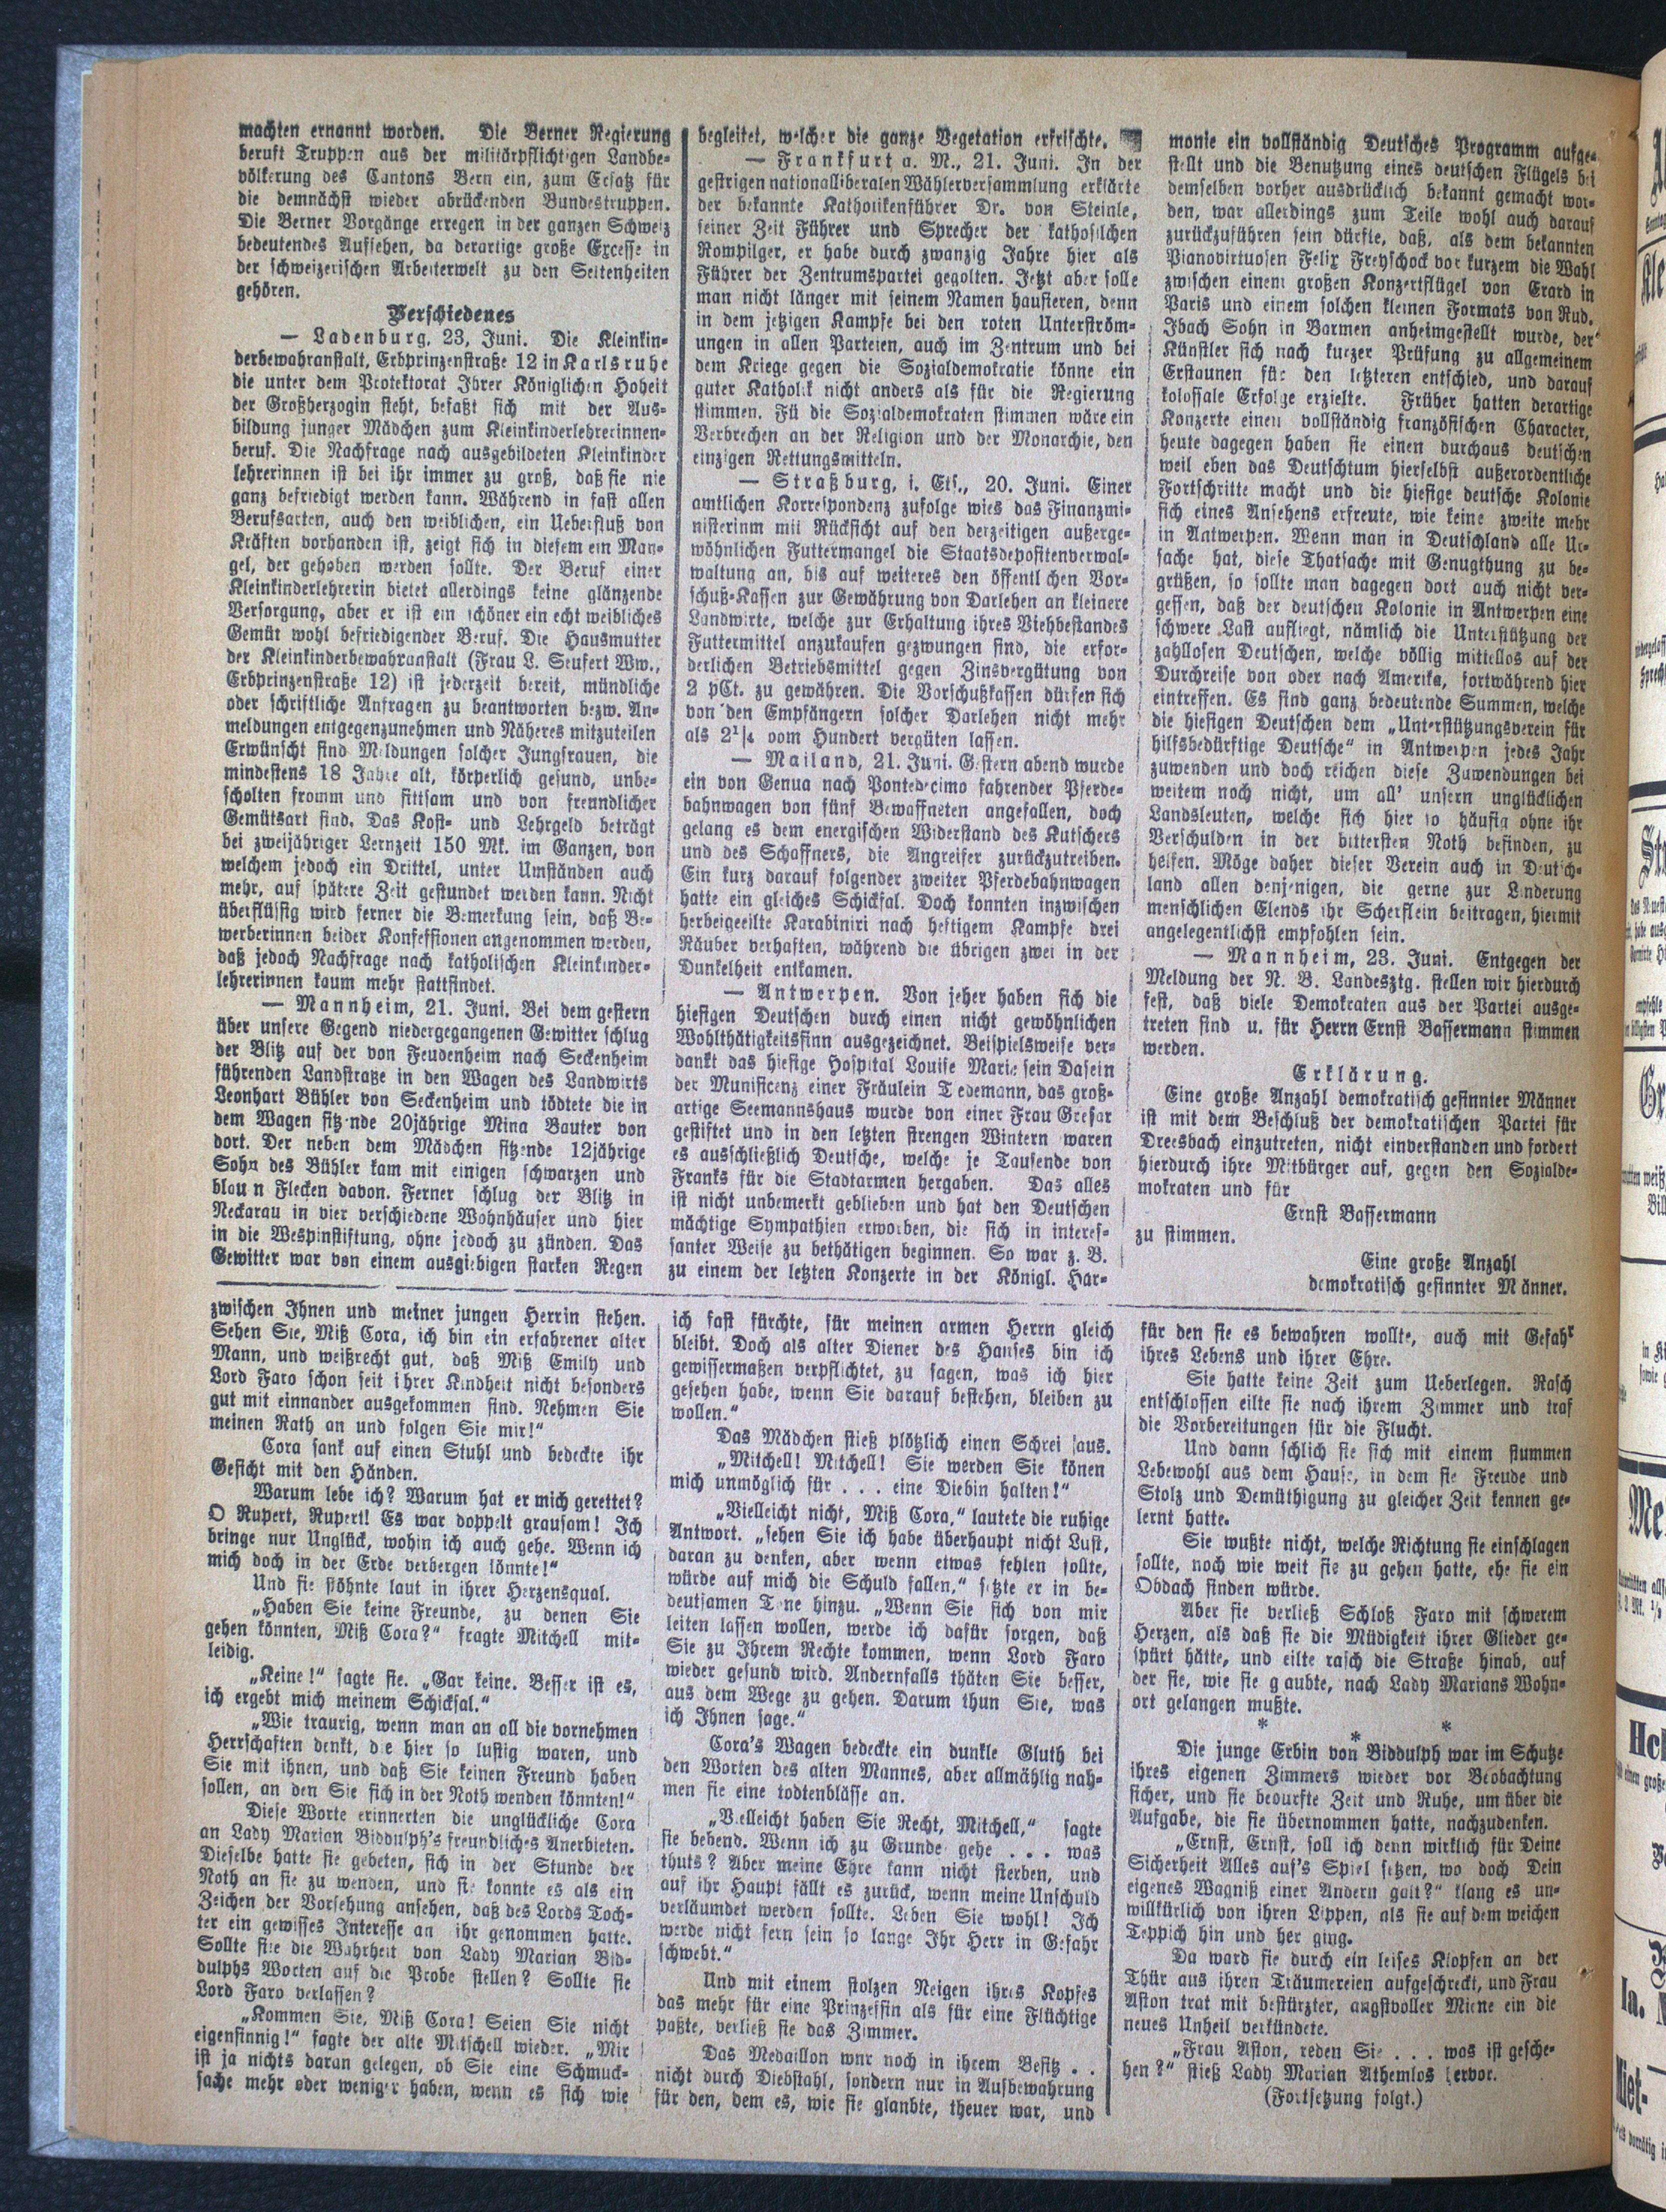 machten ernannt worden. Die Berner Regierung
beruft Truppen aus der militärpflichtigen Landbe-
völkerung des Cantons Bern ein, zum Ersatz für
die demnächst wieder abrückenden Bundestruppen.
Die Berner Vorgänge erregen in der ganzen Schweiz
bedeutendes Aufsehen, da derartige große Excesse in
der schweizerischen Arbeiterwelt zu den Seltenheiten
gehören.
Verschiedenes
— Ladenburg, 23, Juni. Die Kleinkin-
derbewahranstalt, Erbprinzenstraße 12 in Karlsruhe
die unter dem Protektorat Ihrer Königlichen Hoheit
der Großherzogin steht, befaßt sich mit der Aus-
bildung junger Mädchen zum Kleinkinderlehrerinnen-
beruf. Die Nachfrage nach ausgebildeten Kleinkinder
lehrerinnen ist bei ihr immer zu groß, daß sie nie
ganz befriedigt werden kann. Während in fast allen
Berufsarten, auch den weiblichen, ein Ueberfluß von
Kräften vorhanden ist, zeigt sich in diesem ein Man-
gel, der gehoben werden sollte. Der Beruf einer
Kleinkinderlehrerin bietet allerdings keine glänzende
Versorgung, aber er ist ein schöner ein echt weibliches
Gemüt wohl befriedigender Beruf. Die Hausmutter
der Kleinkinderbewahranstalt (Frau L. Seufert Ww.,
Erbprinzenstraße 12) ist jederzeit bereit, mündliche
oder schriftliche Anfragen zu beantworten bezw. An-
meldungen entgegenzunehmen und Näheres mitzuteilen
Erwünscht sind Meldungen solcher Jungfrauen, die
mindestens 18 Jahre alt, körperlich gesund, unbe-
scholten fromm und sittsam und von freundlicher
Gemütsart sind. Das Kost- und Lehrgeld beträgt
bei zweijähriger Lernzeit 150 Mk. im Ganzen, von
welchem jedoch ein Drittel, unter Umständen auch
mehr, auf spätere Zeit gestundet werden kann. Nicht
überflüssig wird ferner die Bemerkung sein, daß Be-
werberinnen beider Konfessionen angenommen werden,
daß jedoch Nachfrage nach katholischen Kleinkinder-
lehrerinnen kaum mehr stattfindet.
— Mannheim, 21. Juni. Bei dem gestern
über unsere Gegend niedergegangenen Gewitter schlug
der Blitz auf der von Feudenheim nach Seckenheim
führenden Landstraße in den Wagen des Landwirts
Leonhart Bühler von Seckenheim und tödtete die in
dem Wagen sitzende 20jährige Mina Bauter von
dort. Der neben dem Mädchen sitzende 12jährige
Sohn des Bühler kam mit einigen schwarzen und
blau n Flecken davon. Ferner schlug der Blitz in
Neckarau in vier verschiedene Wohnhäuser und hier
in die Wespinstiftung, ohne jedoch zu zünden. Das
Gewitter war von einem ausgiebigen starken Regen
begleitet, welcher die ganze Vegetation erfrischte.
— Frankfurt a. M., 21. Juni. In der
gestrigen nationalliberalen Wählerversammlung erklärte
der bekannte Katholikenführer Dr. von Steinle,
seiner Zeit Führer und Sprecher der katholischen
Rompilger, er habe durch zwanzig Jahre hier als
Führer der Zentrumspartei gegolten. Jetzt aber solle
man nicht länger mit seinem Namen hausieren, denn
in dem jetzigen Kampfe bei den roten Unterström-
ungen in allen Parteien, auch im Zentrum und bei
dem Kriege gegen die Sozialdemokratie könne ein
guter Katholik nicht anders als für die Regierung
stimmen. Fü die Sozialdemokraten stimmen wäre ein
Verbrechen an der Religion und der Monarchie, den
einzigen Rettungsmitteln.
— Straßburg, i. Els., 20. Juni. Einer
amtlichen Korrespondenz zufolge wies das Finanzmi-
nisterinm mit Rücksicht auf den derzeitigen außerge-
wöhnlichen Futtermangel die Staatsdepositenverwal-
waltung an, bis auf weiteres den öffentl chen Vor-
schuß-Kassen zur Gewährung von Darlehen an kleinere
Landwirte, welche zur Erhaltung ihres Viehbestandes
Futtermittel anzukaufen gezwungen sind, die erfor-
derlichen Betriebsmittel gegen Zinsvergütung von
2 pCt. zu gewähren. Die Vorschußkassen dürfen sich
von den Empfängern solcher Darlehen nicht mehr
als 2¼ vom Hundert vergüten lassen.
— Mailand, 21. Juni. Gestern abend wurde
ein von Genua nach Pontedecimo fahrender Pferde-
bahnwagen von fünf Bewaffneten angefallen, doch
gelang es dem energischen Widerstand des Kutschers
und des Schaffners, die Angreifer zurückzutreiben.
Ein kurz darauf folgender zweiter Pferdebahnwagen
hatte ein gleiches Schicksal. Doch konnten inzwischen
herbeigeeilte Karabiniri nach heftigem Kampfe drei
Räuber verhaften, während die übrigen zwei in der
Dunkelheit entkamen.
— Antwerpen. Von jeher haben sich die
hiesigen Deutschen durch einen nicht gewöhnlichen
Wohlthätigkeitsfinn ausgezeichnet. Beispielsweise ver-
dankt das hiesige Hospital Louise Marie sein Dasein
der Munificenz einer Fräulein T edemann, das groß-
artige Seemannshaus wurde von einer Frau Gresar
gestiftet und in den letzten strengen Wintern waren
es ausschließlich Deutsche, welche je Tausende von
Franks für die Stadtarmen hergaben. Das alles
ist nicht unbemerkt geblieben und hat den Deutschen
mächtige Sympathien erworben, die sich in interes-
santer Weise zu bethätigen beginnen. So war z. B.
zu einem der letzten Konzerte in der Königl. Har-
monie ein vollständig Deutsches Programm aufge-
stellt und die Benutzung eines deutschen Flügels bei
demselben vorher ausdrücklich bekannt gemacht wor-
den, war allerdings zum Teile wohl auch darauf
zurückzuführen sein dürfte, daß, als dem bekannten
Pianovirtuosen Felix Freyschock vor kurzem die Wahl
zwischen einem großen Konzertflügel von Erard in
Paris und einem solchen kleinen Formats von Rud.
Ibach Sohn in Barmen anheimgestellt wurde, der
Künstler sich nach kurzer Prüfung zu allgemeinem
Erstaunen für den letzteren entschied, und darauf
kolossale Erfolge erzielte. Früher hatten derartige
Konzerte einen vollständig französischen Character,
heute dagegen haben sie einen durchaus deutschen
weil eben das Deutschtum hierselbst außerordentliche
Fortschritte macht und die hiesige deutsche Kolonie
sich eines Ansehens erfreute, wie keine zweite mehr
in Antwerpen. Wenn man in Deutschland alle Ur-
sache hat, diese Thatsache mit Genugthung zu be-
grüßen, so sollte man dagegen dort auch nicht ver-
gessen, daß der deutschen Kolonie in Antwerpen eine
schwere Last aufliegt, nämlich die Unterstützung der
zahllosen Deutschen, welche völlig mittellos auf der
Durchreise von oder nach Amerika, fortwährend hier
eintreffen. Es sind ganz bedeutende Summen, welche
die hiesigen Deutschen dem „Unterstützungsverein für
hilfsbedürftige Deutsche“ in Antwerpen jedes Jahr
zuwenden und doch reichen diese Zuwendungen bei
weitem noch nicht, um all' unsern unglücklichen
Landsleuten, welche sich hier so häufig ohne ihr
Verschulden in der bittersten Noth befinden, zu
helfen. Möge daher dieser Verein auch in Deutsch-
land allen denjenigen, die gerne zur Linderung
menschlichen Elends ihr Scherflein beitragen, hiermit
angelegentlichst empfohlen sein.
— Mannheim, 23. Juni. Entgegen der
Meldung der N. B. Landesztg. stellen wir hierdurch
fest, daß viele Demokraten aus der Partei ausge-
treten sind u. für Herrn Ernst Bassermann stimmen
werden.
Erklärung.
Eine große Anzahl demokratisch gesinnter Männer
ist mit dem Beschluß der demokratischen Partei für
Dreesbach einzutreten, nicht einverstanden und fordert
hierdurch ihre Mitbürger auf, gegen den Sozialde-
mokraten und für
Ernst Bassermann
zu stimmen.
Eine große Anzahl
demokratisch gesinnter Männer.
zwischen Ihnen und meiner jungen Herrin stehen.
Sehen Sie, Miß Cora, ich bin ein erfahrener alter
Mann, und weißrecht gut, daß Miß Emily und
Lord Faro schon seit ihrer Kindheit nicht besonders
gut mit einnander ausgekommen sind. Nehmen Sie
meinen Rath an und folgen Sie mir!“
Cora sank auf einen Stuhl und bedeckte ihr
Gesicht mit den Händen.
Warum lebe ich? Warum hat er mich gerettet?
O Rupert, Rupert! Es war doppelt grausam! Ich
bringe nur Unglück, wohin ich auch gehe. Wenn ich
mich doch in der Erde verbergen könnte!“
Und sie stöhnte laut in ihrer Herzensqual.
„Haben Sie keine Freunde, zu denen Sie
gehen könnten, Miß Cora?“ fragte Mitchell mit-
leidig.
„Keine!“ sagte sie. „Gar keine. Besser ist es,
ich ergebt mich meinem Schicksal.“
„Wie traurig, wenn man an all die vornehmen
Herrschaften denkt, die hier so lustig waren, und
Sie mit ihnen, und daß Sie keinen Freund haben
sollen, an den Sie sich in der Noth wenden könnten!“
Diese Worte erinnerten die unglückliche Cora
an Lady Marian Biddulph's freundliches Anerbieten.
Dieselbe hatte sie gebeten, sich in der Stunde der
Noth an sie zu wenden, und sie konnte es als ein
Zeichen der Vorsehung ansehen, daß des Lords Toch-
ter ein gewisses Interesse an ihr genommen hatte.
Sollte sie die Wahrheit von Lady Marian Bid-
dulphs Worten auf die Probe stellen? Sollte sie
Lord Faro verlassen?
„Kommen Sie, Miß Cora! Seien Sie nicht
eigensinnig!“ sagte der alte Mitschell wieder. „Mir
ist ja nichts daran gelegen, ob Sie eine Schmuck-
sache mehr oder weniger haben, wenn es sich wie
ich fast fürchte, für meinen armen Herrn gleich
bleibt. Doch als alter Diener des Hauses bin ich
gewissermaßen verpflichtet, zu sagen, was ich hier
gesehen habe, wenn Sie darauf bestehen, bleiben zu
wollen.“
Das Mädchen stieß plötzlich einen Schrei aus.
„Mitchell! Mitchell! Sie werden Sie könen
mich unmöglich für . . . eine Diebin halten!“
„Vielleicht nicht, Miß Cora,“ lautete die ruhige
Antwort. „sehen Sie ich habe überhaupt nicht Lust,
daran zu denken, aber wenn etwas fehlen sollte,
würde auf mich die Schuld fallen,“ setzte er in be-
deutsamen T ne hinzu. „Wenn Sie sich von mir
leiten lassen wollen, werde ich dafür sorgen, daß
Sie zu Ihrem Rechte kommen, wenn Lord Faro
wieder gesund wird. Andernfalls thäten Sie besser,
aus dem Wege zu gehen. Darum thun Sie, was
ich Ihnen sage.“
Cora's Wagen bedeckte ein dunkle Gluth bei
den Worten des alten Mannes, aber allmählig nah-
men sie eine todtenblässe an.
„Vielleicht haben Sie Recht, Mitchell,“ sagte
sie bebend. Wenn ich zu Grunde gehe . . . was
thuts? Aber meine Ehre kann nicht sterben, und
auf ihr Haupt fällt es zurück, wenn meine Unschuld
verläumdet werden sollte. Leben Sie wohl! Ich
werde nicht fern sein so lange Ihr Herr in Gefahr
schwebt.“
Und mit einem stolzen Neigen ihres Kopfes
das mehr für eine Prinzessin als für eine Flüchtige
paßte, verließ sie das Zimmer.
Das Medaillon wnr noch in ihrem Besitz . .
nicht durch Diebstahl, sondern nur in Aufbewahrung
für den, dem es, wie sie glanbte, theuer war, und
für den sie es bewahren wollte, auch mit Gefahr
ihres Lebens und ihrer Ehre.
Sie hatte keine Zeit zum Ueberlegen. Rasch
entschlossen eilte sie nach ihrem Zimmer und traf
die Vorbereitungen für die Flucht.
Und dann schlich sie sich mit einem stummen
Lebewohl aus dem Hause, in dem sie Freude und
Stolz und Demüthigung zu gleicher Zeit kennen ge-
lernt hatte.
Sie wußte nicht, welche Richtung sie einschlagen
sollte, noch wie weit sie zu gehen hatte, ehe sie ein
Obdach finden würde.
Aber sie verließ Schloß Faro mit schwerem
Herzen, als daß sie die Müdigkeit ihrer Glieder ge-
spürt hätte, und eilte rasch die Straße hinab, auf
der sie, wie sie g aubte, nach Lady Marians Wohn-
ort gelangen mußte.
* * *
Die junge Erbin von Biddulph war im Schutze
ihres eigenen Zimmers wieder vor Beobachtung
sicher, und sie bedurfte Zeit und Ruhe, um über die
Aufgabe, die sie übernommen hatte, nachzudenken.
„Ernst, Ernst, soll ich denn wirklich für Deine
Sicherheit Alles auf's Spiel setzen, wo doch Dein
eigenes Wagniß einer Andern galt?“ klang es un-
willkürlich von ihren Lippen, als sie auf dem weichen
Teppich hin und her ging.
Da ward sie durch ein leises Klopfen an der
Thür aus ihren Träumereien aufgeschreckt, und Frau
Aston trat mit bestürzter, angstvoller Miene ein die
neues Unheil verkündete.
„Frau Aston, reden Sie . . . was ist gesche-
hen?“ stieß Lady Marian Athemlos hervor.
(Fortsetzung folgt.)